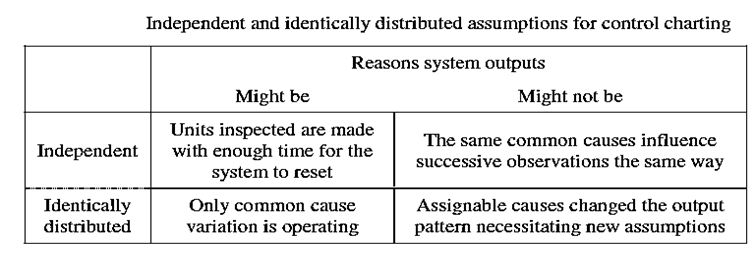 Independent and identically distributed assumptions for control charting
Reasons system outputs
Might be
Might not be
Independent
Units inspected are made
with enough time for the
system to reset
The same common causes influence
successive observations the same way
Identically
distributed
Only common cause
variation is operating
Assignable causes changed the output
pattern necessitating new assumptions